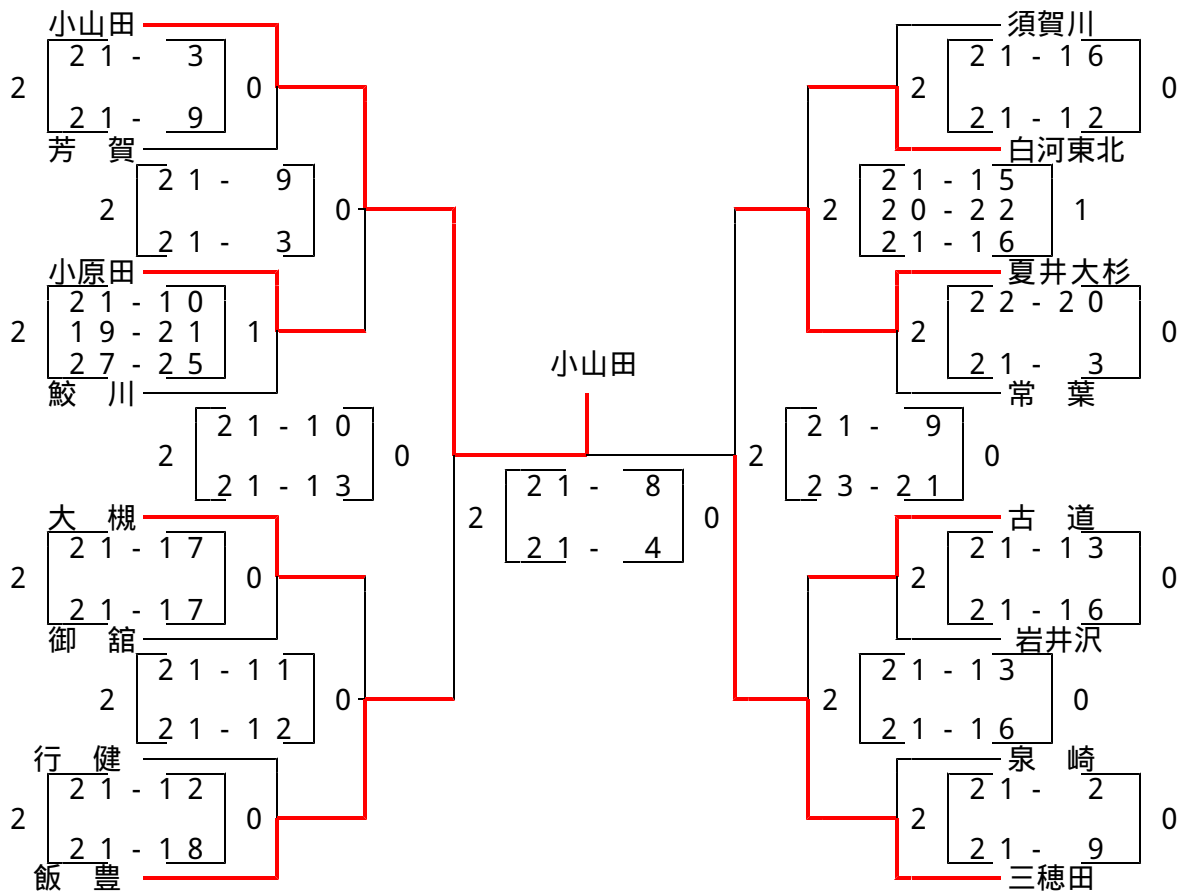 小山田
2 21- 3 0
21- 9
芳　賀
2 21- 9 0
21- 3
小原田
21-10
2 19-21 1
27-25
鮫　川
2 21-10 0
21-13
大　槻
2 21-17 0
21-17
御　舘
2 21-11 0
21-12
行　健
2 21-12 0
21-18
飯　豊
小山田
2 21- 8 0
21- 4
須賀川
2 21-16 0
21-12
白河東北
21-15
2 20-22 1
21-16
夏井大杉
2 22-20 0
21- 3
常　葉
2 21- 9 0
23-21
古　道
2 21-13 0
21-16
岩井沢
2 21-13 0
21-16
泉　崎
2 21- 2 0
21- 9
三穂田